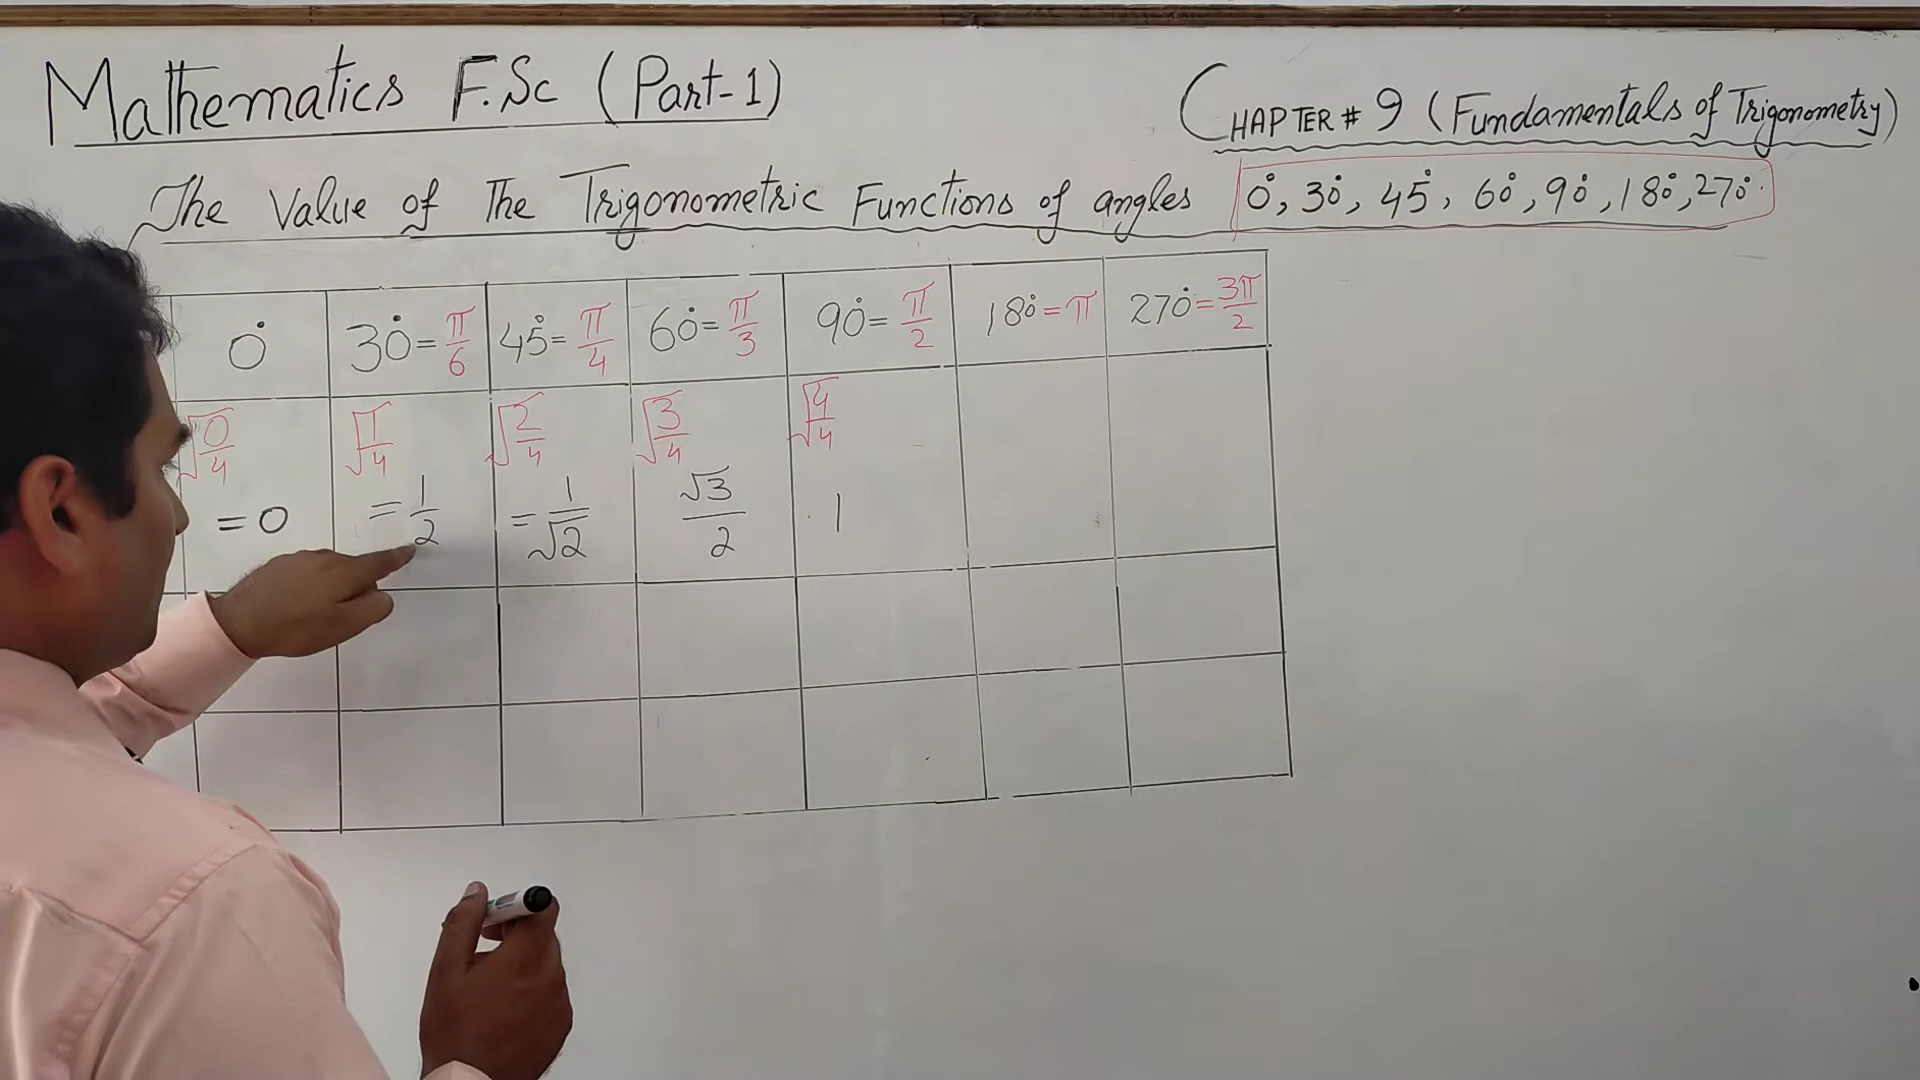 Mathematics F.Sc (Part-1)
CHAPTER # 9 (Fundamentals of Trigonometry)
The Value of The Trigonometric Functions of angles 0°, 30°, 45°, 60°, 90°, 180°, 270°.
0° 30°=π/6 45°=π/4 60°=π/3 90°=π/2 180°=π 270°=3π/2
√0/4 √1/4 √2/4 √3/4 √4/4
=0 =1/2 =1/√2 √3/2 1